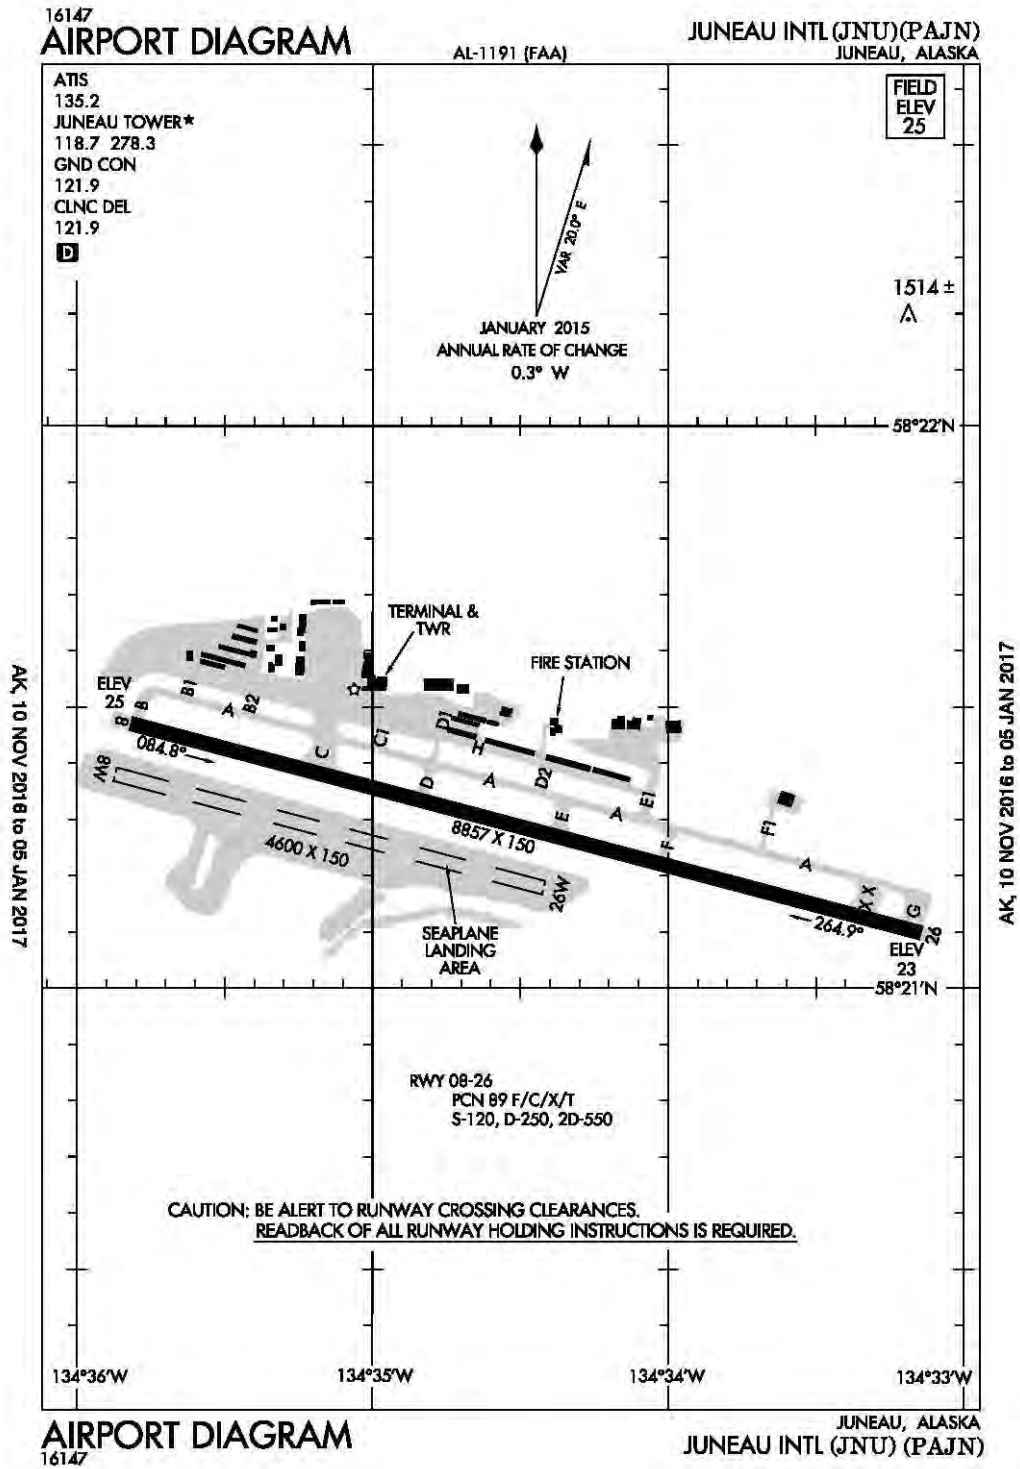 16147
AIRPORT DIAGRAM
AL-1191 (FAA)
JUNEAU INTL (JNU) (PAJN)
JUNEAU, ALASKA
ATIS
135.2
JUNEAU TOWER★
118.7 278.3
GND CON
121.9
CLNC DEL
121.9
D
FIELD
ELEV
25
VAR 20.0° E
JANUARY 2015
ANNUAL RATE OF CHANGE
0.3° W
1514 ±
58°22'N
TERMINAL &
TWR
FIRE STATION
ELEV
25
8
B
B1
A
B2
C
C1
D1
H
D
A
D2
E
A
E1
F
F1
A
X X
G
26
084.8°
8W
4600 X 150
8857 X 150
26W
264.9°
ELEV
23
SEAPLANE
LANDING
AREA
58°21'N
RWY 08-26
PCN 89 F/C/X/T
S-120, D-250, 2D-550
CAUTION: BE ALERT TO RUNWAY CROSSING CLEARANCES.
READBACK OF ALL RUNWAY HOLDING INSTRUCTIONS IS REQUIRED.
134°36'W
134°35'W
134°34'W
134°33'W
AK, 10 NOV 2016 to 05 JAN 2017
AK, 10 NOV 2016 to 05 JAN 2017
AIRPORT DIAGRAM
16147
JUNEAU, ALASKA
JUNEAU INTL (JNU) (PAJN)